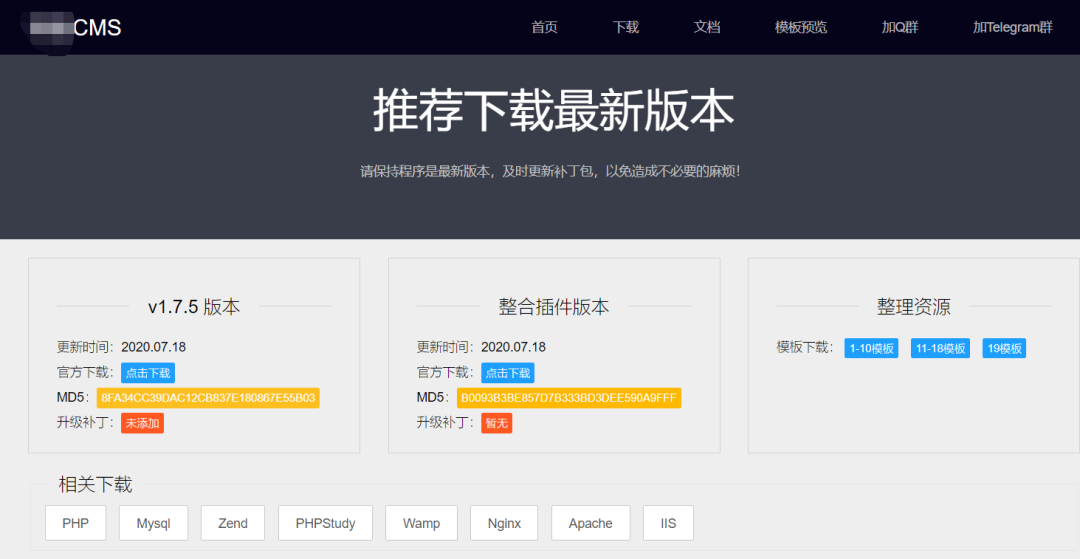 CMS 首页 下载 文档 模板预览 加Q群 加Telegram群
推荐下载最新版本
请保持程序是最新版本，及时更新补丁包，以免造成不必要的麻烦！
v1.7.5 版本
更新时间：2020.07.18
官方下载：点击下载
MD5：8FA34CC39DAC12CB837E180867E55B03
升级补丁：未添加
整合插件版本
更新时间：2020.07.18
官方下载：点击下载
MD5：B0093B3BE857D7B333BD3DEE590A9FFF
升级补丁：暂无
整理资源
模板下载：1-10模板 11-18模板 19模板
相关下载
PHP Mysql Zend PHPStudy Wamp Nginx Apache IIS